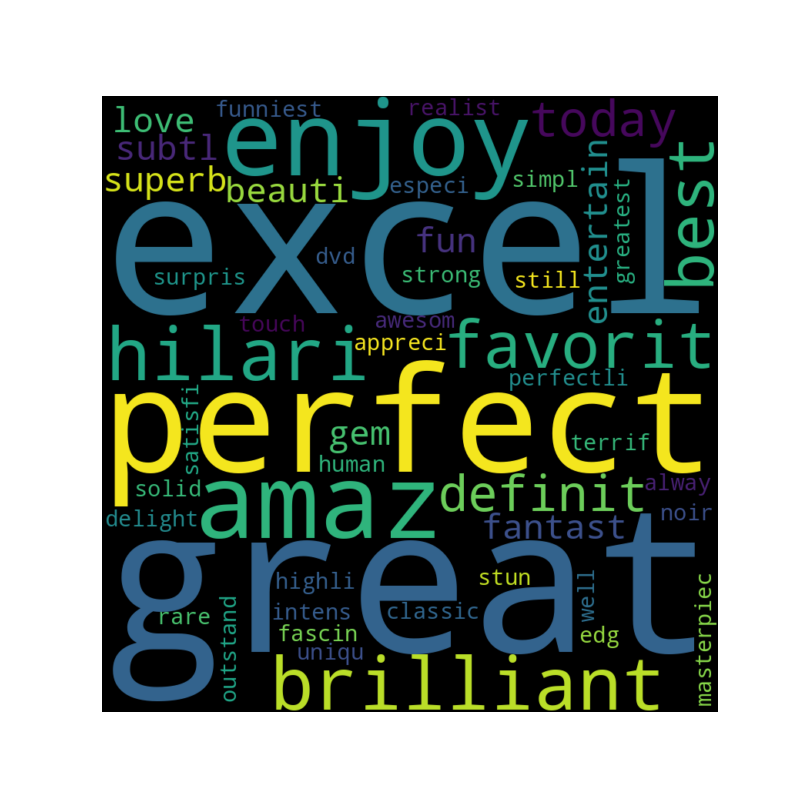 love
funniest
realist
enjoy
today
subtl
superb
beauti
especi
simpl
entertain
greatest
best
excel
surpris
dvd
fun
strong
still
touch
awesom
hilari
appreci
favorit
perfectli
perfect
satisfi
gem
human
terrif
solid
amaz
definit
alway
delight
fantast
noir
great
highli
stun
rare
outstand
intens
classic
well
fascin
edg
uniqu
masterpiec
brilliant